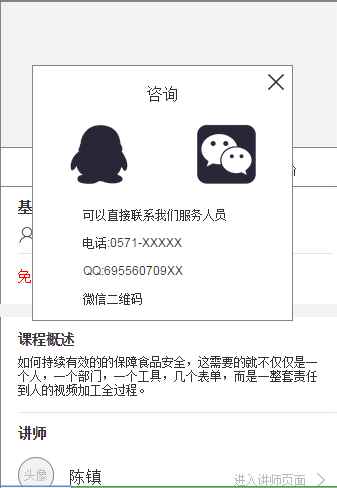 咨询
可以直接联系我们服务人员
电话:0571-XXXXX
QQ:695560709XX
微信二维码
基
免
课程概述
如何持续有效的的保障食品安全，这需要的就不仅仅是一
个人，一个部门，一个工具，几个表单，而是一整套责任
到人的视频加工全过程。
讲师
头像
陈镇
进入讲师页面